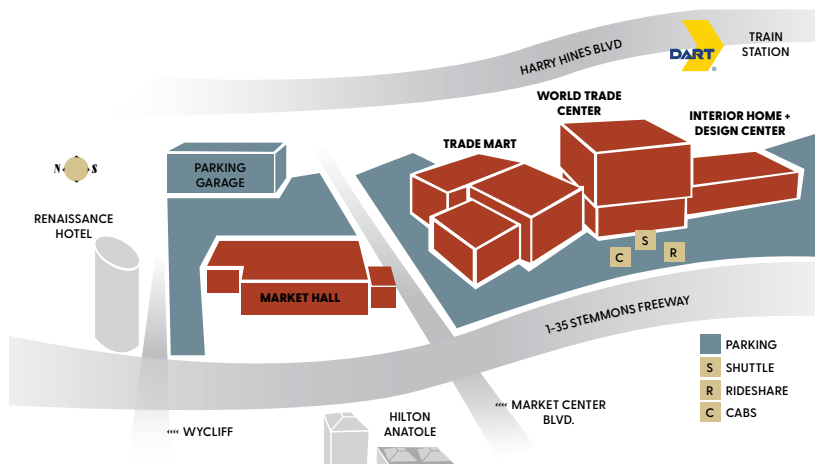 HARRY HINES BLVD
DART
TRAIN
STATION
WORLD TRADE
CENTER
INTERIOR HOME +
DESIGN CENTER
TRADE MART
N S
PARKING
GARAGE
RENAISSANCE
HOTEL
S
C
R
MARKET HALL
1-35 STEMMONS FREEWAY
PARKING
S SHUTTLE
R RIDESHARE
C CABS
‹‹‹‹ MARKET CENTER
BLVD.
HILTON
ANATOLE
‹‹‹‹ WYCLIFF